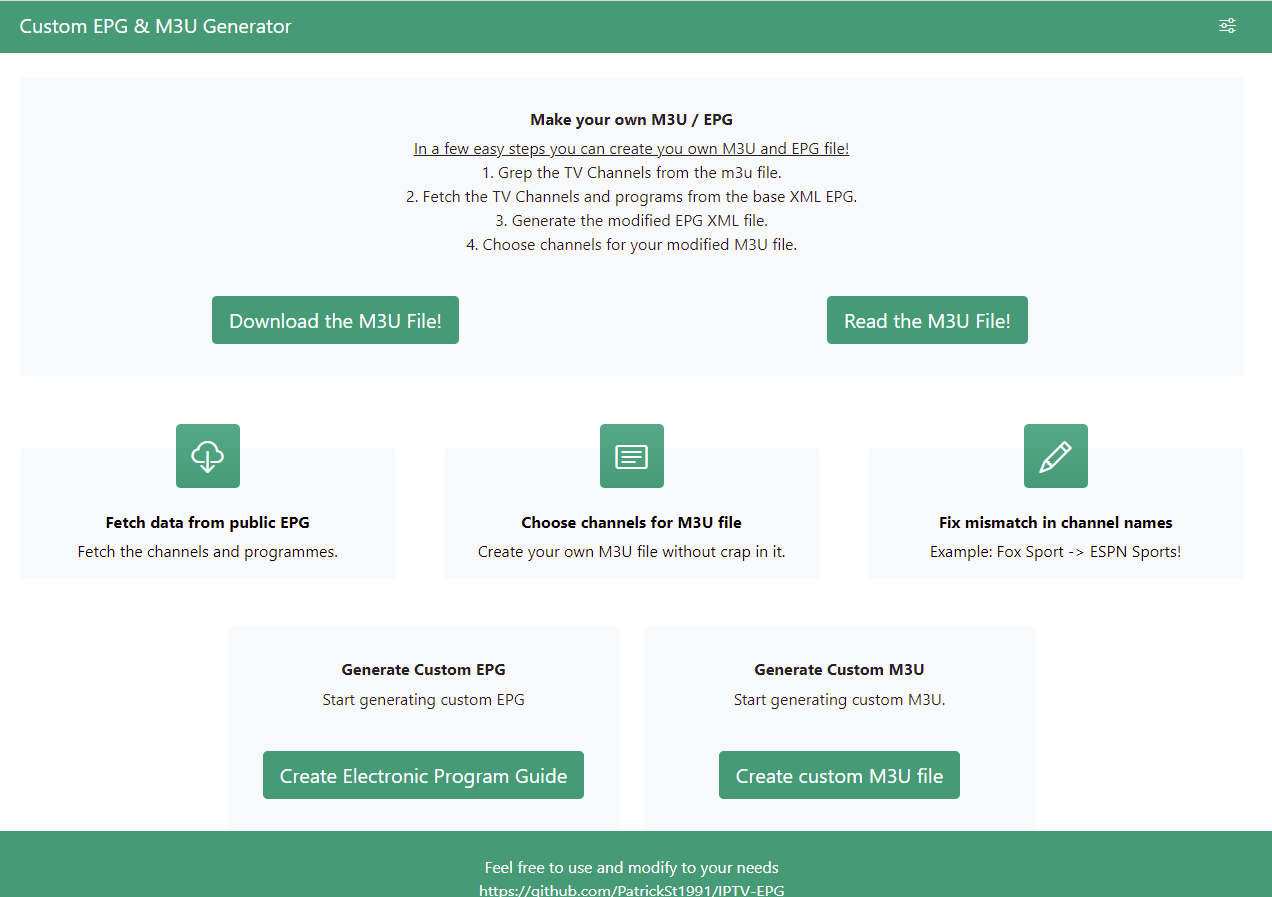 Custom EPG & M3U Generator
Make your own M3U / EPG
In a few easy steps you can create you own M3U and EPG file!
1. Grep the TV Channels from the m3u file.
2. Fetch the TV Channels and programs from the base XML EPG.
3. Generate the modified EPG XML file.
4. Choose channels for your modified M3U file.
Download the M3U File!
Read the M3U File!
Fetch data from public EPG
Fetch the channels and programmes.
Choose channels for M3U file
Create your own M3U file without crap in it.
Fix mismatch in channel names
Example: Fox Sport -> ESPN Sports!
Generate Custom EPG
Start generating custom EPG
Create Electronic Program Guide
Generate Custom M3U
Start generating custom M3U.
Create custom M3U file
Feel free to use and modify to your needs
https://github.com/PatrickSt1991/IPTV-EPG